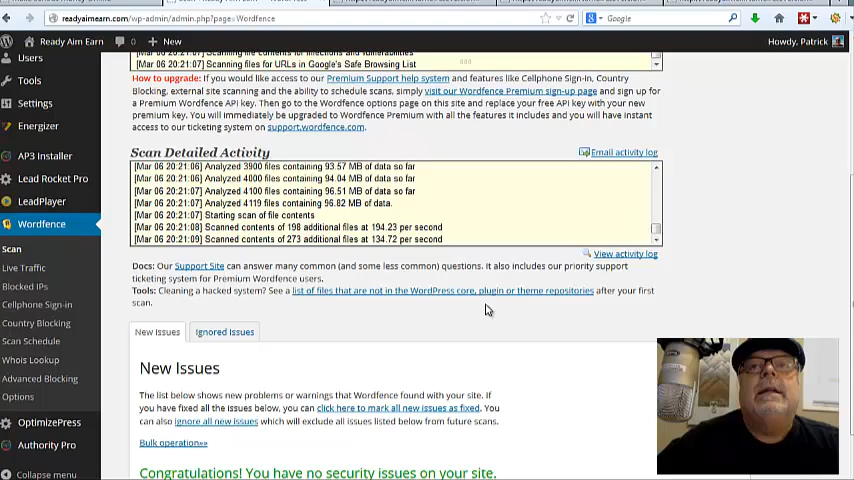 readyaimearn.com/wp-admin/admin.php?page=Wordfence
Google
Ready Aim Earn
0
New
Howdy, Patrick
Users
Tools
Settings
Energizer
AP3 Installer
Lead Rocket Pro
LeadPlayer
Wordfence
Scan
Live Traffic
Blocked IPs
Cellphone Sign-in
Country Blocking
Scan Schedule
Whois Lookup
Advanced Blocking
Options
OptimizePress
Authority Pro
Collapse menu
[Mar 06 20:21:07] Scanning files for URLs in Google's Safe Browsing List
How to upgrade: If you would like access to our Premium Support help system and features like Cellphone Sign-in, Country
Blocking, external site scanning and the ability to schedule scans, simply visit our Wordfence Premium sign-up page and sign up for
a Premium Wordfence API key. Then go to the Wordfence options page on this site and replace your free API key with your new
premium key. You will immediately be upgraded to Wordfence Premium with all the features it includes and you will have instant
access to our ticketing system on support.wordfence.com.
Scan Detailed Activity
Email activity log
[Mar 06 20:21:06] Analyzed 3900 files containing 93.57 MB of data so far
[Mar 06 20:21:06] Analyzed 4000 files containing 94.04 MB of data so far
[Mar 06 20:21:07] Analyzed 4100 files containing 96.51 MB of data so far
[Mar 06 20:21:07] Analyzed 4119 files containing 96.82 MB of data.
[Mar 06 20:21:07] Starting scan of file contents
[Mar 06 20:21:08] Scanned contents of 198 additional files at 194.23 per second
[Mar 06 20:21:09] Scanned contents of 273 additional files at 134.72 per second
View activity log
Docs: Our Support Site can answer many common (and some less common) questions. It also includes our priority support
ticketing system for Premium Wordfence users.
Tools: Cleaning a hacked system? See a list of files that are not in the WordPress core, plugin or theme repositories after your first
scan.
New Issues
Ignored Issues
New Issues
The list below shows new problems or warnings that Wordfence found with your site.
If you have fixed all the issues below, you can click here to mark all new issues as fixed. You
can also ignore all new issues which will exclude all issues listed below from future scans.
Bulk operation»»
Congratulations! You have no security issues on your site.